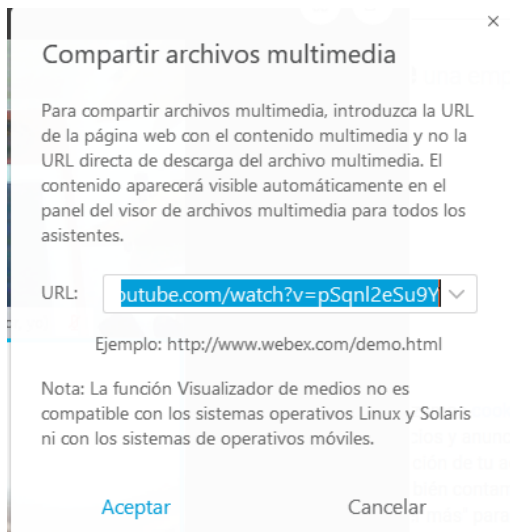 Compartir archivos multimedia
Para compartir archivos multimedia, introduzca la URL
de la página web con el contenido multimedia y no la
URL directa de descarga del archivo multimedia. El
contenido aparecerá visible automáticamente en el
panel del visor de archivos multimedia para todos los
asistentes.
URL: outube.com/watch?v=pSqnl2eSu9Y
Ejemplo: http://www.webex.com/demo.html
Nota: La función Visualizador de medios no es
compatible con los sistemas operativos Linux y Solaris
ni con los sistemas de operativos móviles.
Aceptar Cancelar